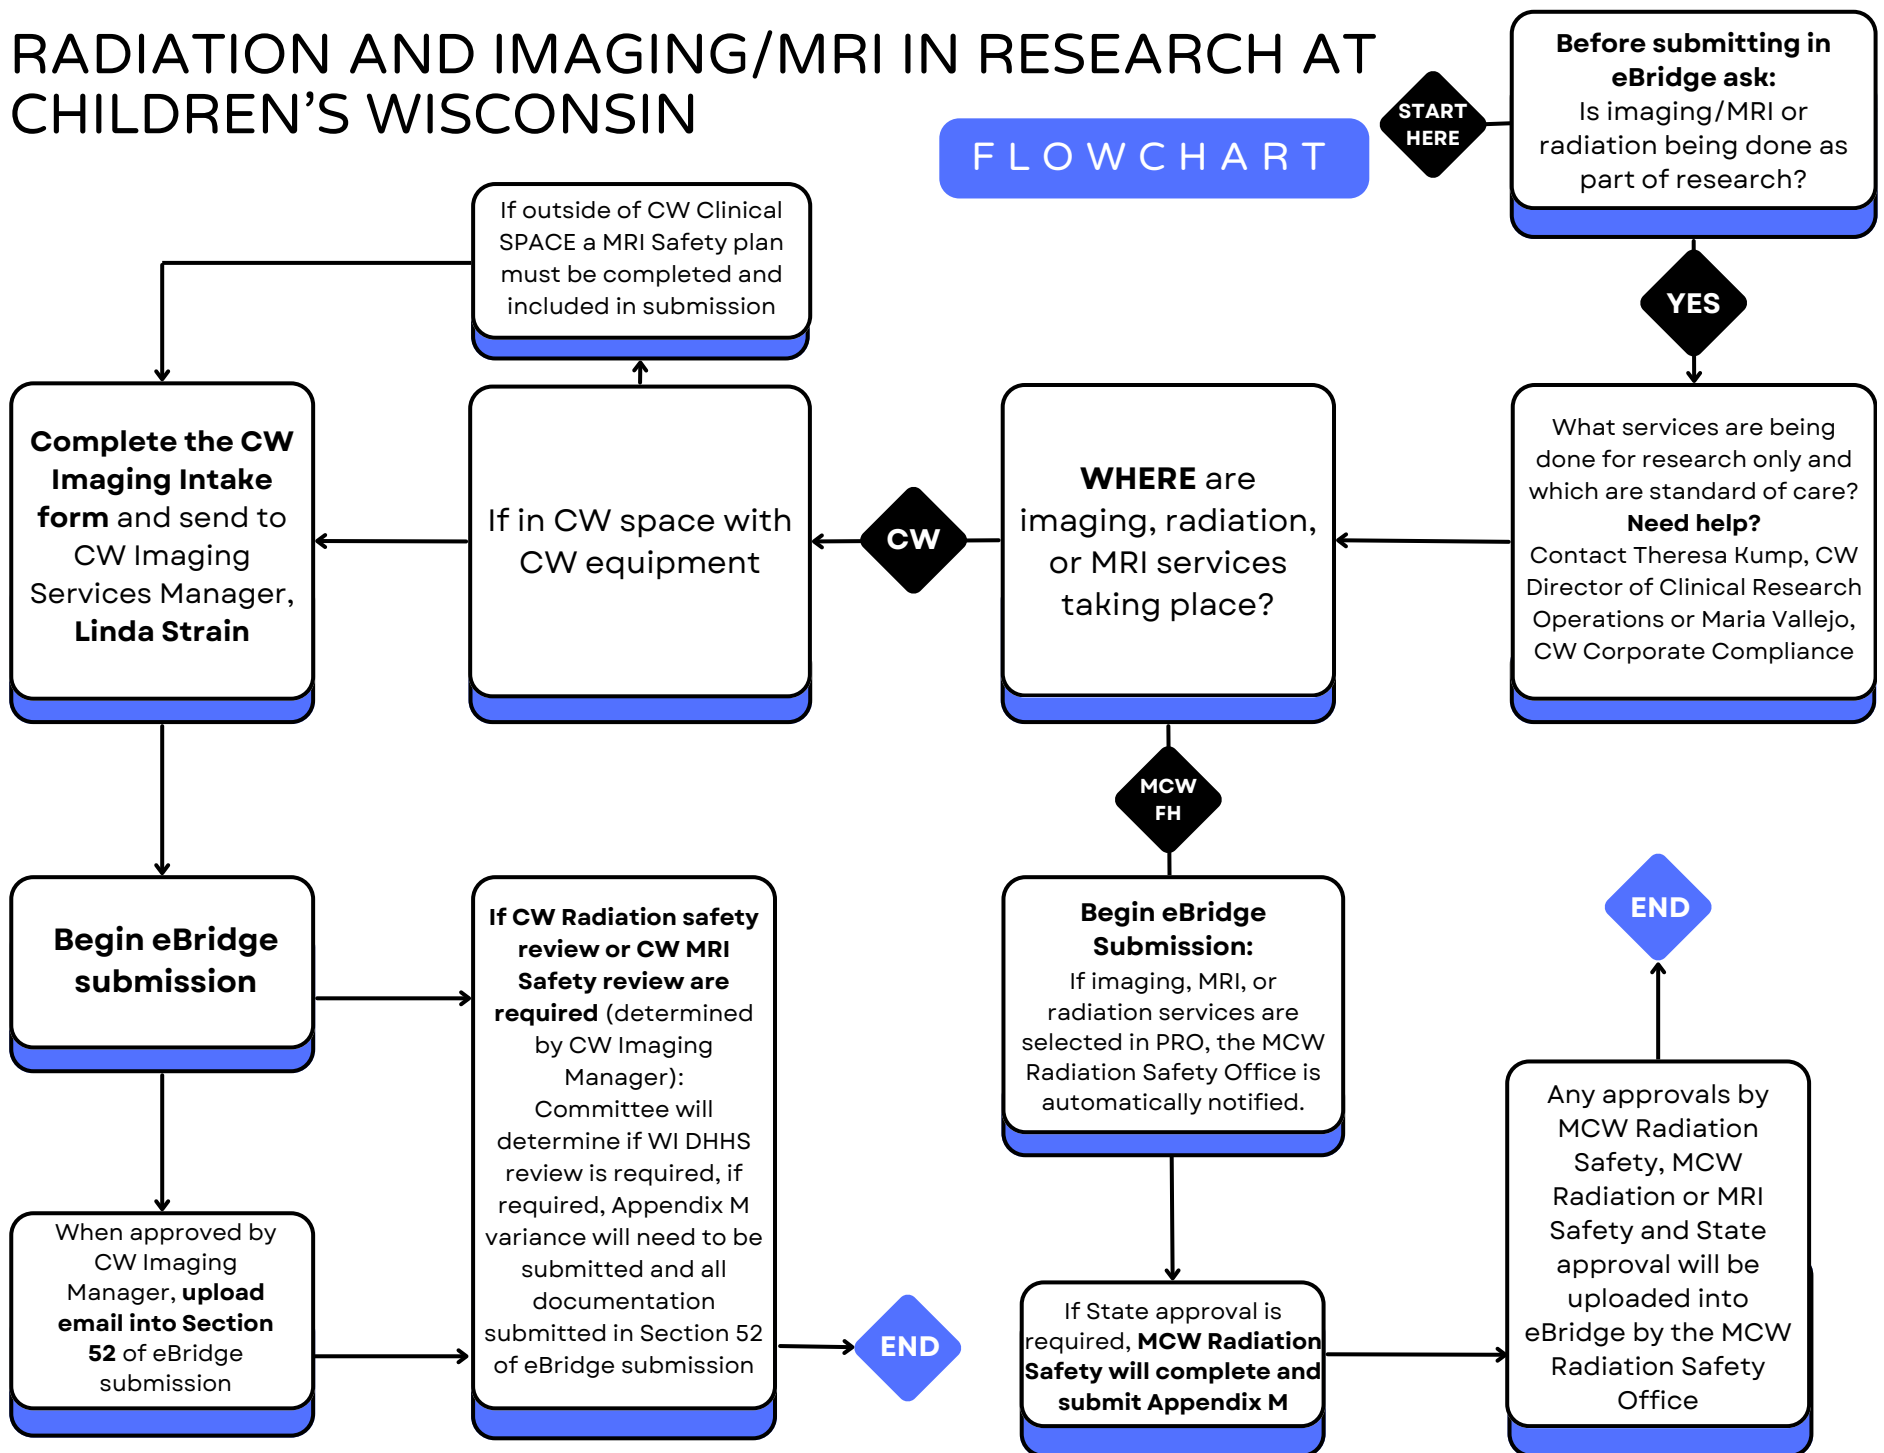 RADIATION AND IMAGING/MRI IN RESEARCH AT
CHILDREN'S WISCONSIN
FLOWCHART
START
HERE
Before submitting in
eBridge ask:
Is imaging/MRI or
radiation being done as
part of research?
YES
What services are being
done for research only and
which are standard of care?
Need help?
Contact Theresa Kump, CW
Director of Clinical Research
Operations or Maria Vallejo,
CW Corporate Compliance
WHERE are
imaging, radiation,
or MRI services
taking place?
CW
If in CW space with
CW equipment
If outside of CW Clinical
SPACE a MRI Safety plan
must be completed and
included in submission
Complete the CW
Imaging Intake
form and send to
CW Imaging
Services Manager,
Linda Strain
Begin eBridge
submission
When approved by
CW Imaging
Manager, upload
email into Section
52 of eBridge
submission
If CW Radiation safety
review or CW MRI
Safety review are
required (determined
by CW Imaging
Manager):
Committee will
determine if WI DHHS
review is required, if
required, Appendix M
variance will need to be
submitted and all
documentation
submitted in Section 52
of eBridge submission
END
MCW
FH
Begin eBridge
Submission:
If imaging, MRI, or
radiation services are
selected in PRO, the MCW
Radiation Safety Office is
automatically notified.
If State approval is
required, MCW Radiation
Safety will complete and
submit Appendix M
Any approvals by
MCW Radiation
Safety, MCW
Radiation or MRI
Safety and State
approval will be
uploaded into
eBridge by the MCW
Radiation Safety
Office
END